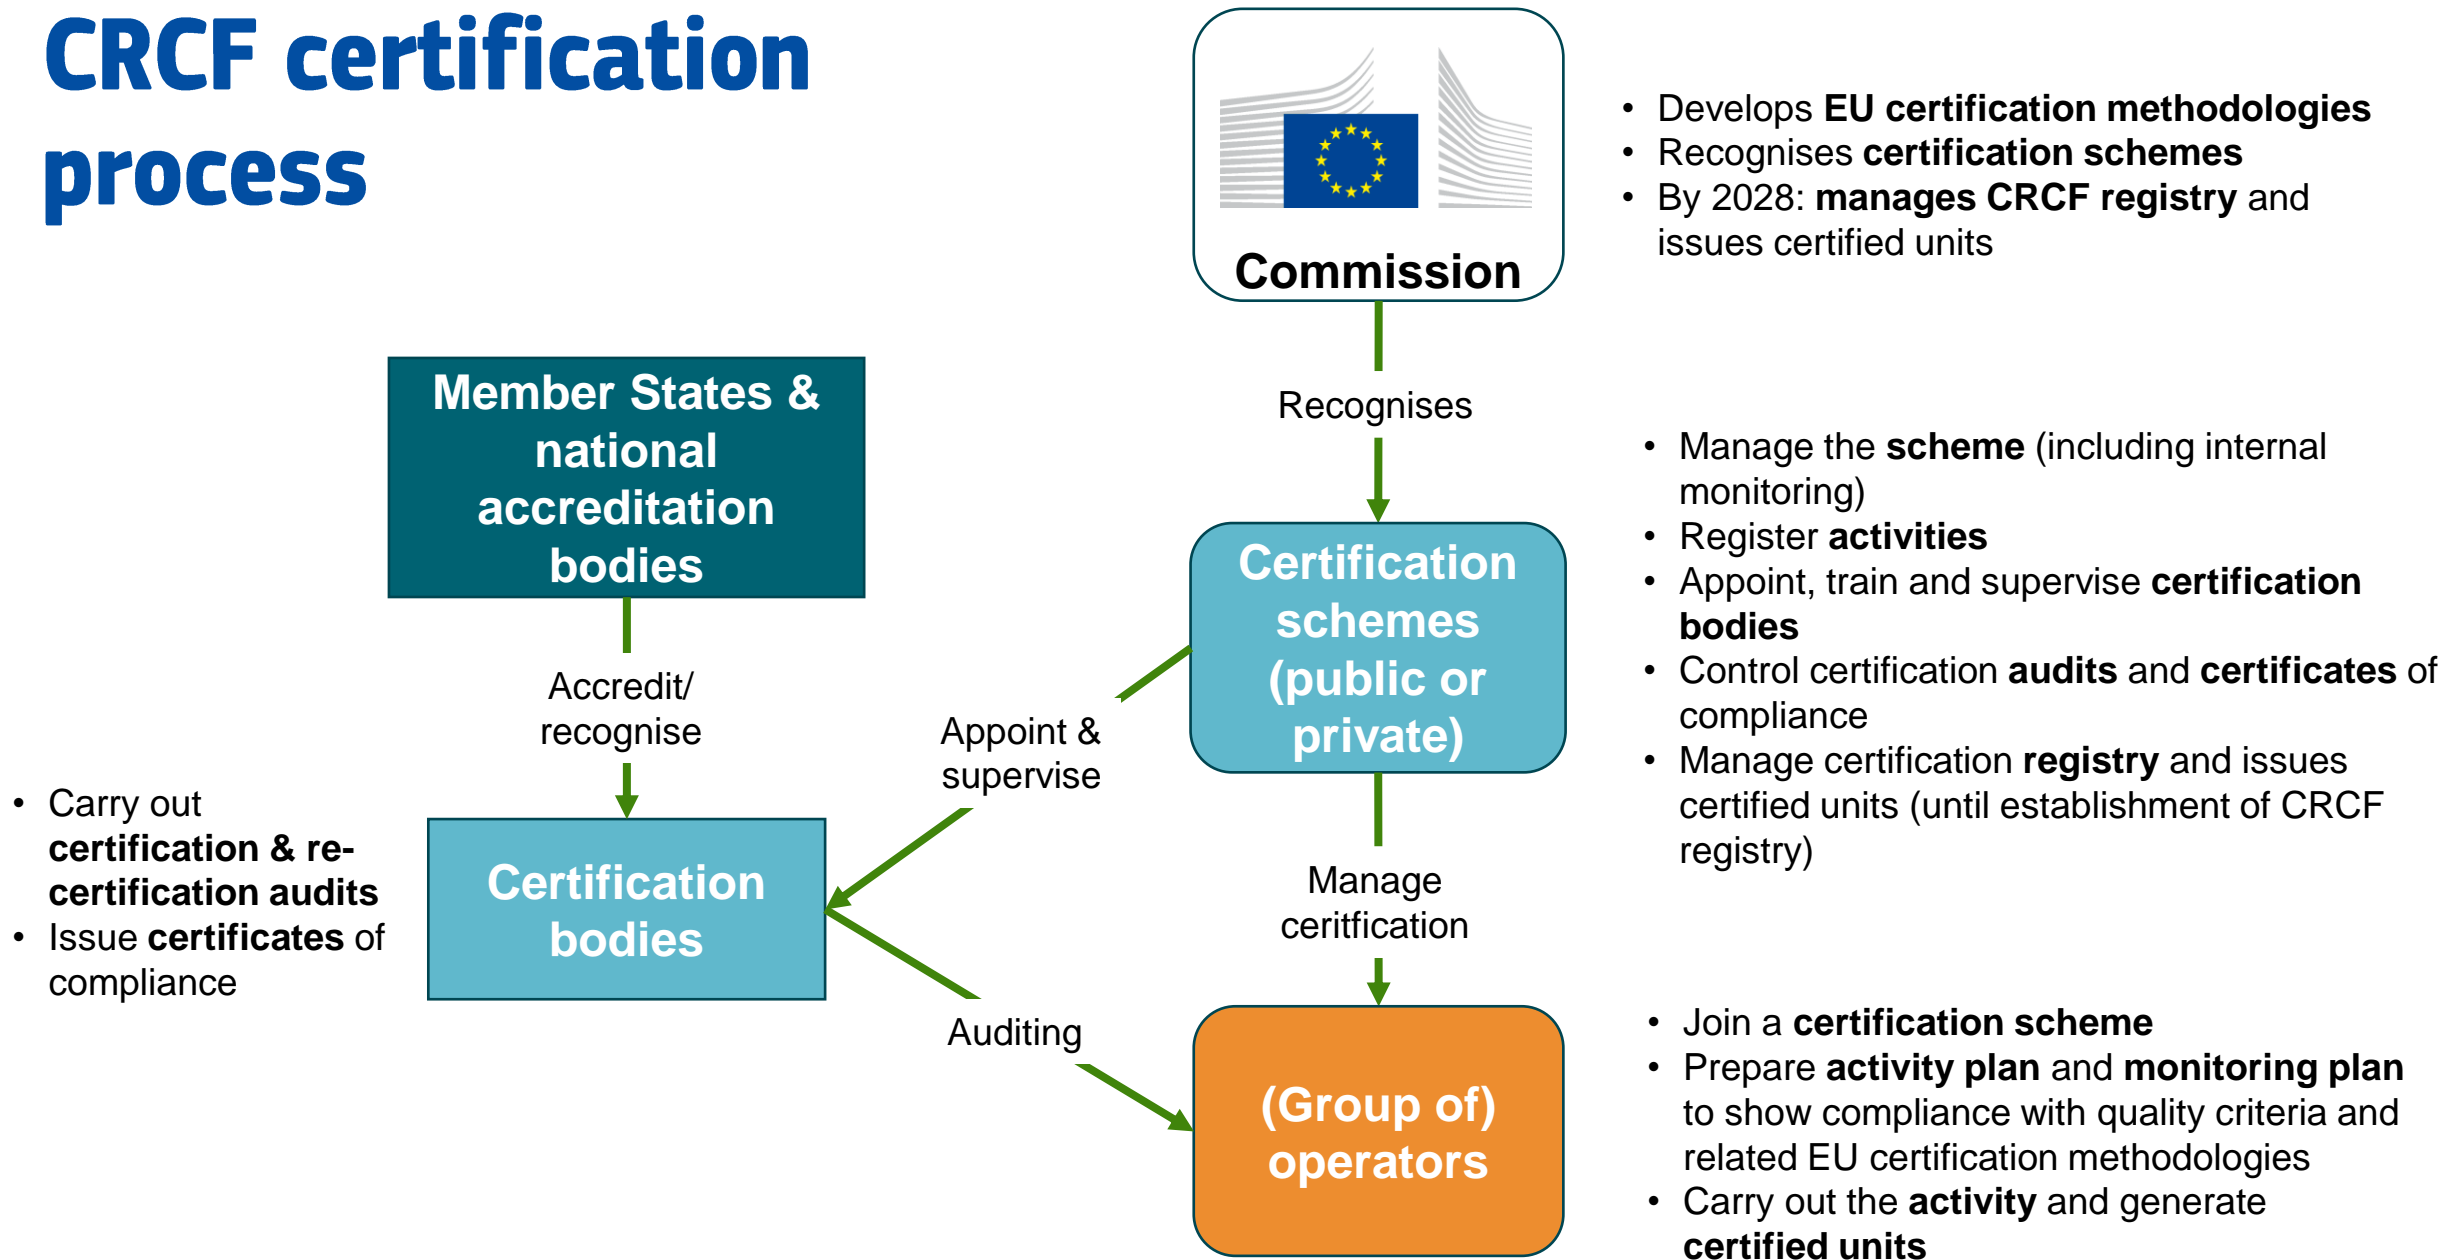 CRCF certification
process
Commission
• Develops EU certification methodologies
• Recognises certification schemes
• By 2028: manages CRCF registry and
issues certified units
Member States &
national
accreditation
bodies
Recognises
Certification
schemes
(public or
private)
• Manage the scheme (including internal
monitoring)
• Register activities
• Appoint, train and supervise certification
bodies
• Control certification audits and certificates of
compliance
• Manage certification registry and issues
certified units (until establishment of CRCF
registry)
Accredit/
recognise
Appoint &
supervise
• Carry out
certification & re-
certification audits
• Issue certificates of
compliance
Certification
bodies
Manage
ceritfication
Auditing
(Group of)
operators
• Join a certification scheme
• Prepare activity plan and monitoring plan
to show compliance with quality criteria and
related EU certification methodologies
• Carry out the activity and generate
certified units